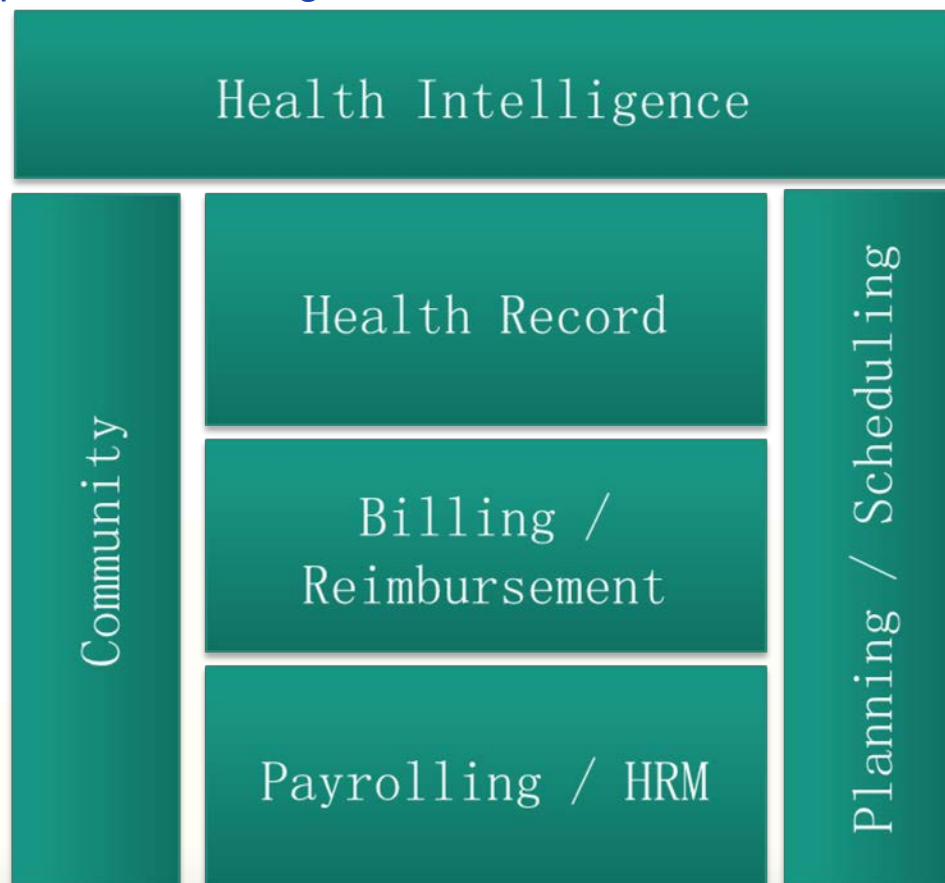 Health Intelligence
Community
Health Record
Billing /
Reimbursement
Payrolling / HRM
Planning / Scheduling